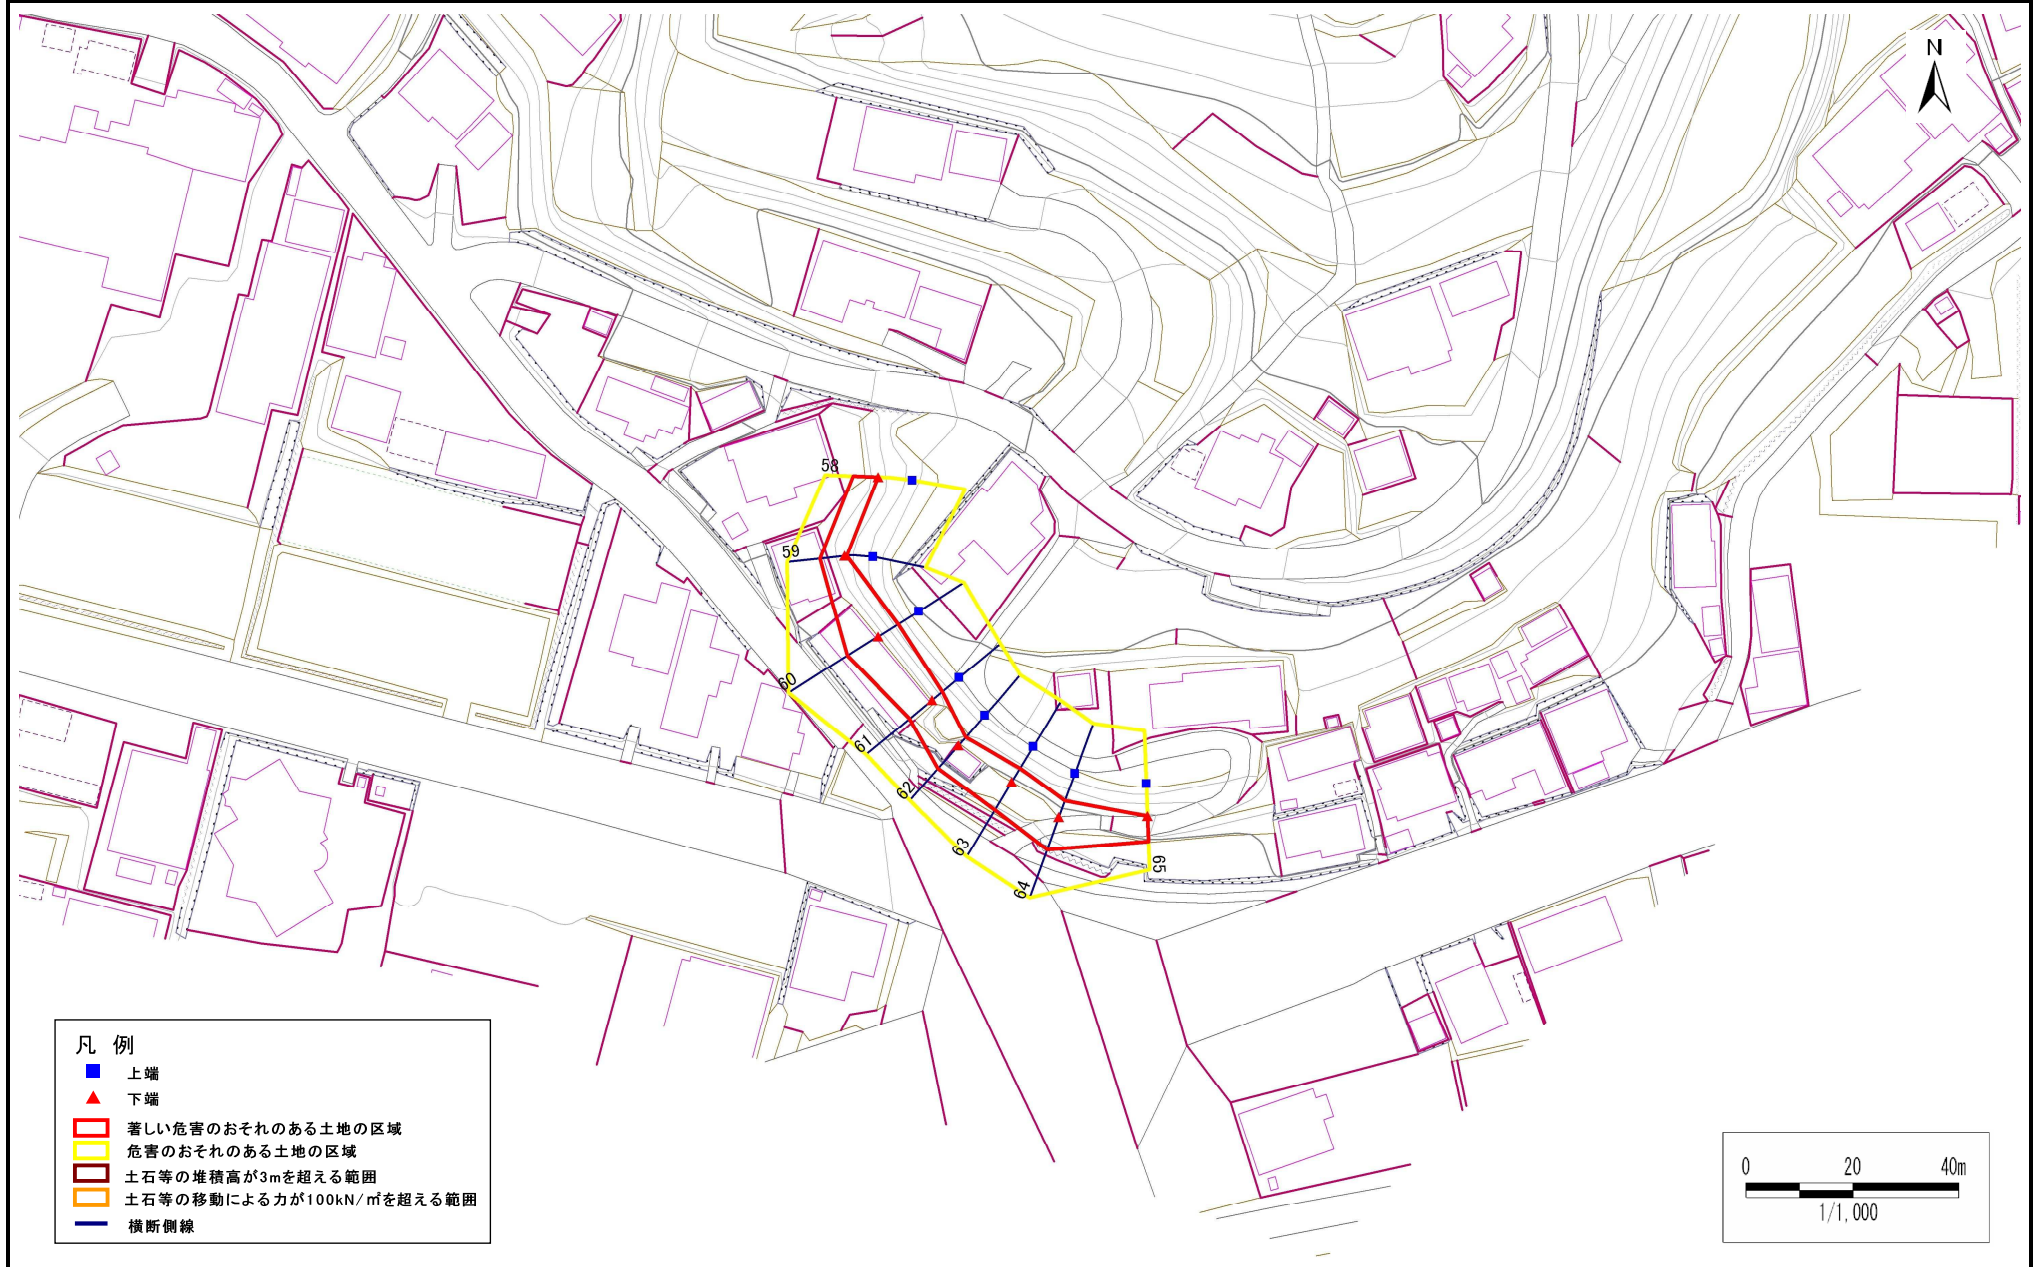 N
58
59
60
61
62
63
64
65
凡 例
上端
下端
著しい危害のおそれのある土地の区域
危害のおそれのある土地の区域
土石等の堆積高が3mを超える範囲
土石等の移動による力が100kN/㎡を超える範囲
横断側線
0 20 40m
1/1,000